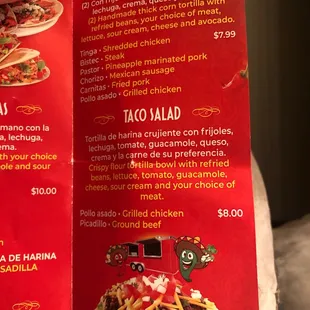 (2)
lechuga, crema, queso
(2) Handmade thick corn tortilla with
refried beans, your choice of meat,
lettuce, sour cream, cheese and avocado.
$7.99
Tinga • Shredded chicken
Bistec • Steak
Pastor • Pineapple marinated pork
Chorizo • Mexican sausage
Carnitas • Fried pork
Pollo asado • Grilled chicken
TACO SALAD
Tortilla de harina crujiente con frijoles,
lechuga, tomate, guacamole, queso,
crema y la carne de su preferencia.
Crispy flour tortilla bowl with refried
beans, lettuce, tomato, guacamole,
cheese, sour cream and your choice of
meat.
Pollo asado • Grilled chicken
$8.00
Picadillo • Ground beef
AS
mano con la
, lechuga,
ema.
with your choice
ole and sour
$10.00
A DE HARINA
SADILLA